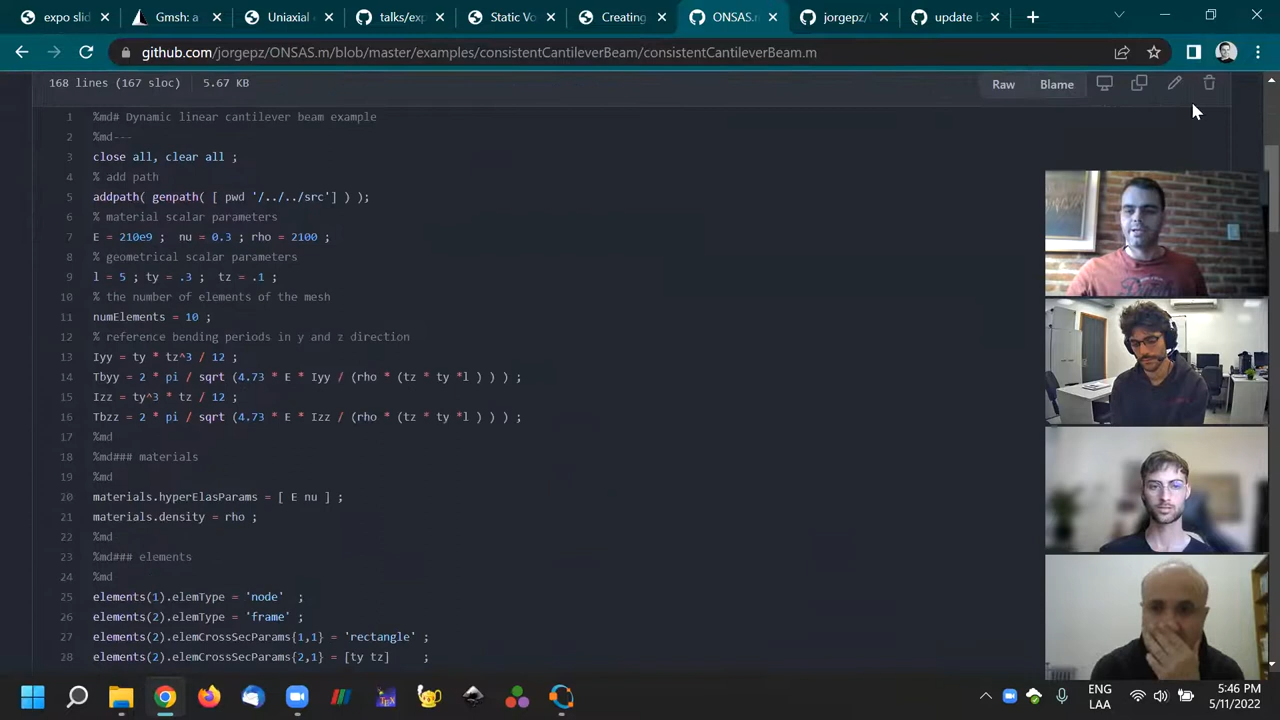 expo slid
Gmsh: a
Uniaxial
talks/exp
Static Vo
Creating
ONSAS.m
jorgepz/
update b
github.com/jorgepz/ONSAS.m/blob/master/examples/consistentCantileverBeam/consistentCantileverBeam.m
168 lines (167 sloc) 5.67 KB
Raw Blame
1 %md# Dynamic linear cantilever beam example
2 %md---
3 close all, clear all ;
4 % add path
5 addpath( genpath( [ pwd '/../../src'] ) );
6 % material scalar parameters
7 E = 210e9 ; nu = 0.3 ; rho = 2100 ;
8 % geometrical scalar parameters
9 l = 5 ; ty = .3 ; tz = .1 ;
10 % the number of elements of the mesh
11 numElements = 10 ;
12 % reference bending periods in y and z direction
13 Iyy = ty * tz^3 / 12 ;
14 Tbyy = 2 * pi / sqrt (4.73 * E * Iyy / (rho * (tz * ty *l ) ) ) ;
15 Izz = ty^3 * tz / 12 ;
16 Tbzz = 2 * pi / sqrt (4.73 * E * Izz / (rho * (tz * ty *l ) ) ) ;
17 %md
18 %md### materials
19 %md
20 materials.hyperElasParams = [ E nu ] ;
21 materials.density = rho ;
22 %md
23 %md### elements
24 %md
25 elements(1).elemType = 'node' ;
26 elements(2).elemType = 'frame' ;
27 elements(2).elemCrossSecParams{1,1} = 'rectangle' ;
28 elements(2).elemCrossSecParams{2,1} = [ty tz] ;
ENG
LAA
5:46 PM
5/11/2022